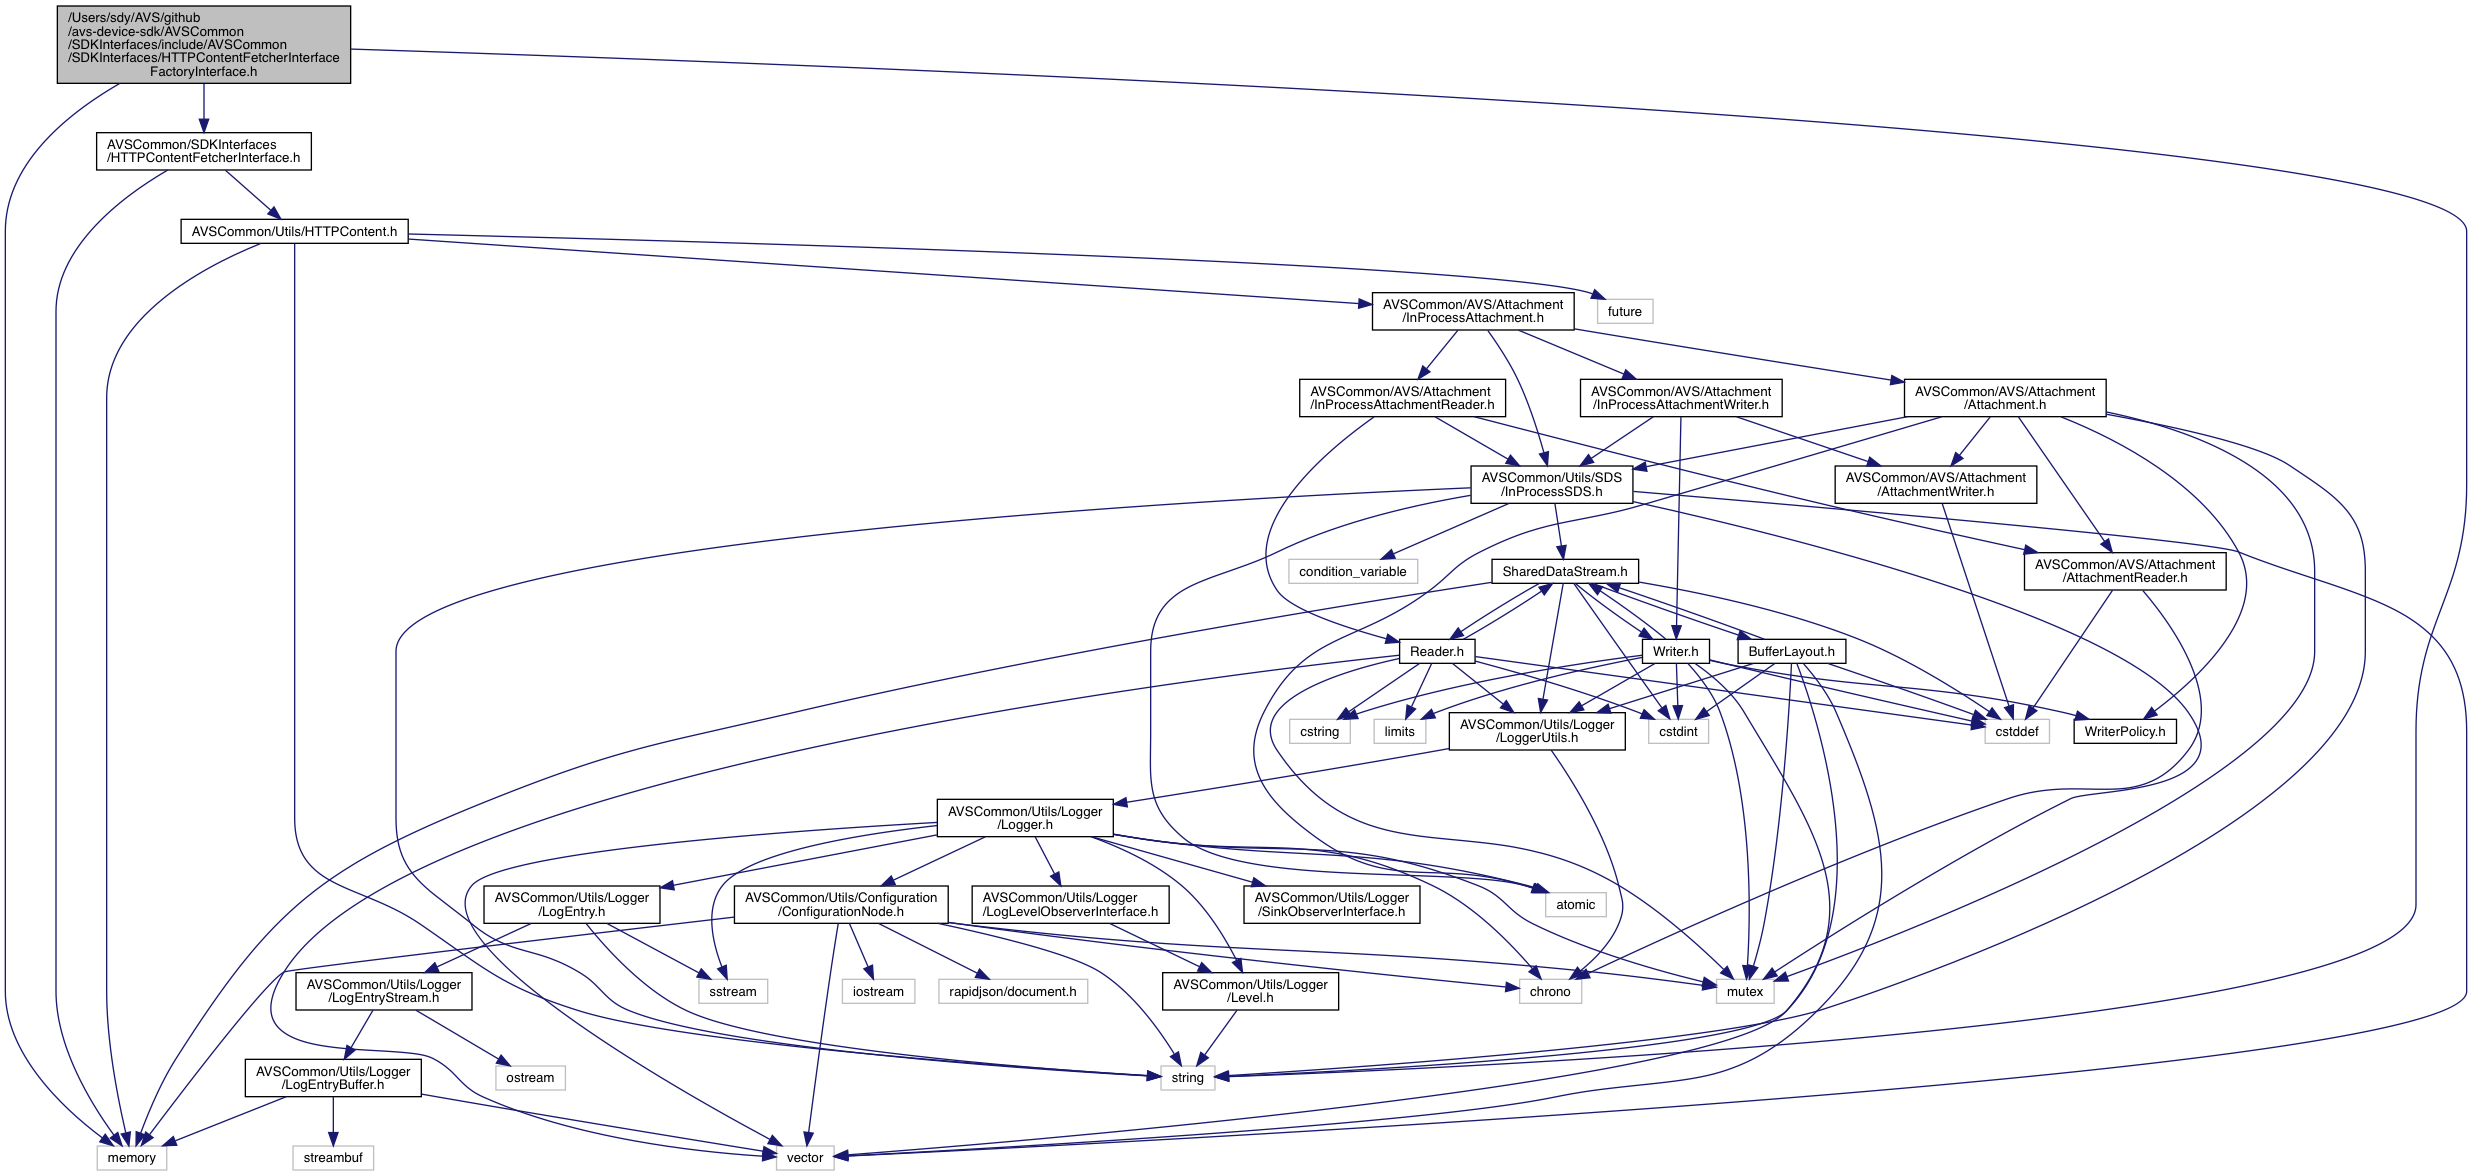 /Users/sdy/AVS/github
/avs-device-sdk/AVSCommon
/SDKInterfaces/include/AVSCommon
/SDKInterfaces/HTTPContentFetcherInterface
FactoryInterface.h
AVSCommon/SDKInterfaces
/HTTPContentFetcherInterface.h
AVSCommon/Utils/HTTPContent.h
AVSCommon/AVS/Attachment
/InProcessAttachment.h
future
AVSCommon/AVS/Attachment
/InProcessAttachmentReader.h
AVSCommon/AVS/Attachment
/InProcessAttachmentWriter.h
AVSCommon/AVS/Attachment
/Attachment.h
AVSCommon/Utils/SDS
/InProcessSDS.h
AVSCommon/AVS/Attachment
/AttachmentWriter.h
condition_variable
SharedDataStream.h
AVSCommon/AVS/Attachment
/AttachmentReader.h
Reader.h
Writer.h
BufferLayout.h
cstring
limits
AVSCommon/Utils/Logger
/LoggerUtils.h
cstdint
cstddef
WriterPolicy.h
AVSCommon/Utils/Logger
/Logger.h
AVSCommon/Utils/Logger
/LogEntry.h
AVSCommon/Utils/Configuration
/ConfigurationNode.h
AVSCommon/Utils/Logger
/LogLevelObserverInterface.h
AVSCommon/Utils/Logger
/SinkObserverInterface.h
atomic
AVSCommon/Utils/Logger
/LogEntryStream.h
sstream
iostream
rapidjson/document.h
AVSCommon/Utils/Logger
/Level.h
chrono
mutex
AVSCommon/Utils/Logger
/LogEntryBuffer.h
ostream
string
memory
streambuf
vector